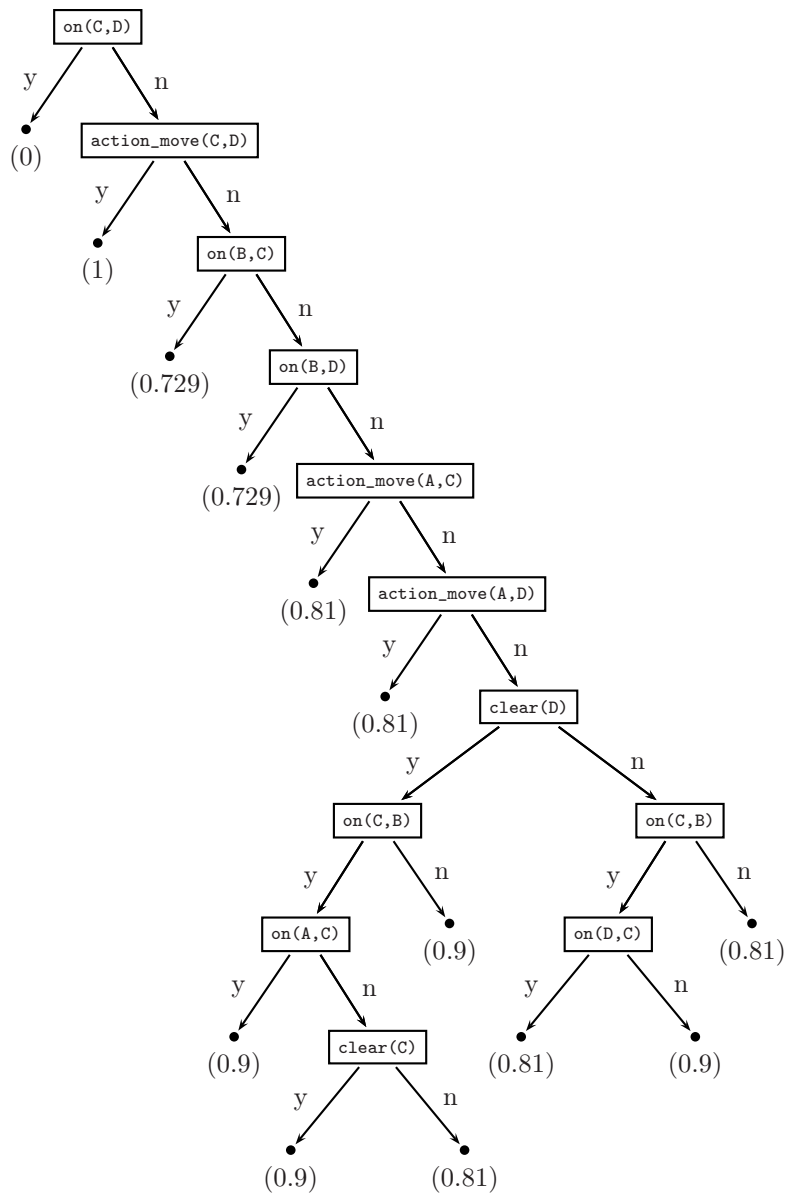 on(C,D)
y n
(0)
action_move(C,D)
y n
(1)
on(B,C)
y n
(0.729)
on(B,D)
y n
(0.729)
action_move(A,C)
y n
(0.81)
action_move(A,D)
y n
(0.81)
clear(D)
y n
on(C,B) on(C,B)
y n y n
on(A,C) (0.9) on(D,C) (0.81)
y n y n
(0.9) clear(C) (0.81) (0.9)
y n
(0.9) (0.81)